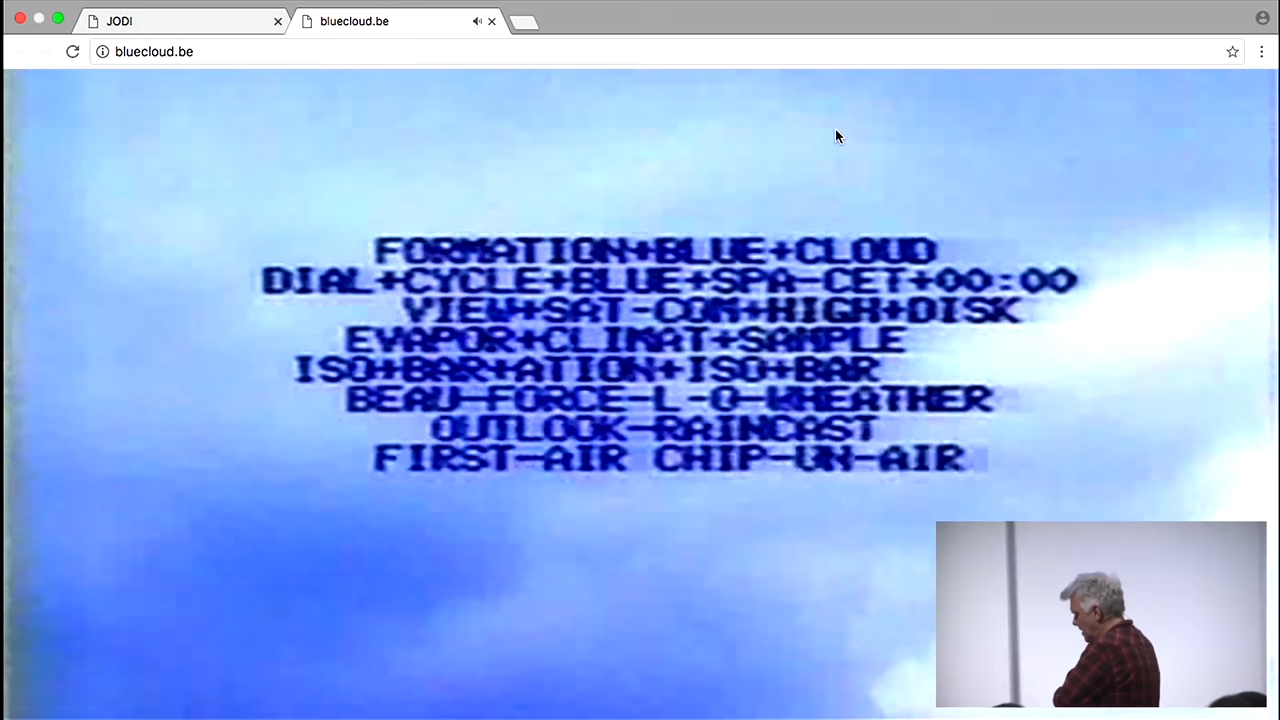 JODI
bluecloud.be
bluecloud.be
FORMATION+BLUE+CLOUD
DIAL+CYCLE+BLUE+SPA-CET+00:00
VIEW+SAT-COM+HIGH+DISK
EVAPOR+CLIMAT+SAMPLE
ISO+BAR+ATION+ISO+BAR
BEAU-FORCE-L-O-WHEATHER
OUTLOOK-RAINCAST
FIRST-AIR CHIP-UN-AIR